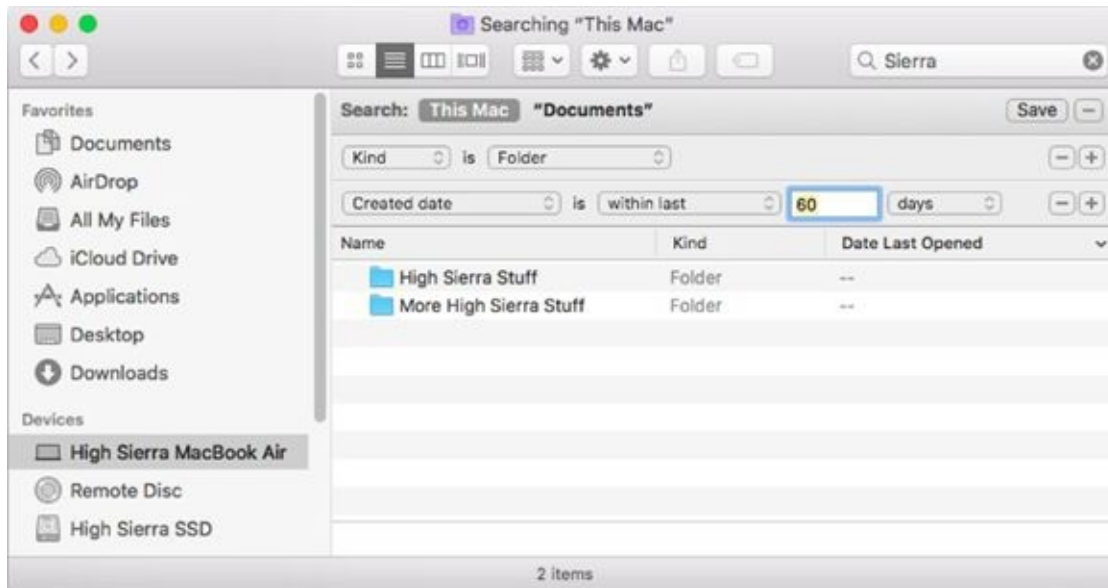 Searching "This Mac"
Sierra
Favorites
Documents
AirDrop
All My Files
iCloud Drive
Applications
Desktop
Downloads
Devices
High Sierra MacBook Air
Remote Disc
High Sierra SSD
Search: This Mac "Documents" Save
Kind is Folder
Created date is within last 60 days
Name Kind Date Last Opened
High Sierra Stuff Folder --
More High Sierra Stuff Folder --
2 items